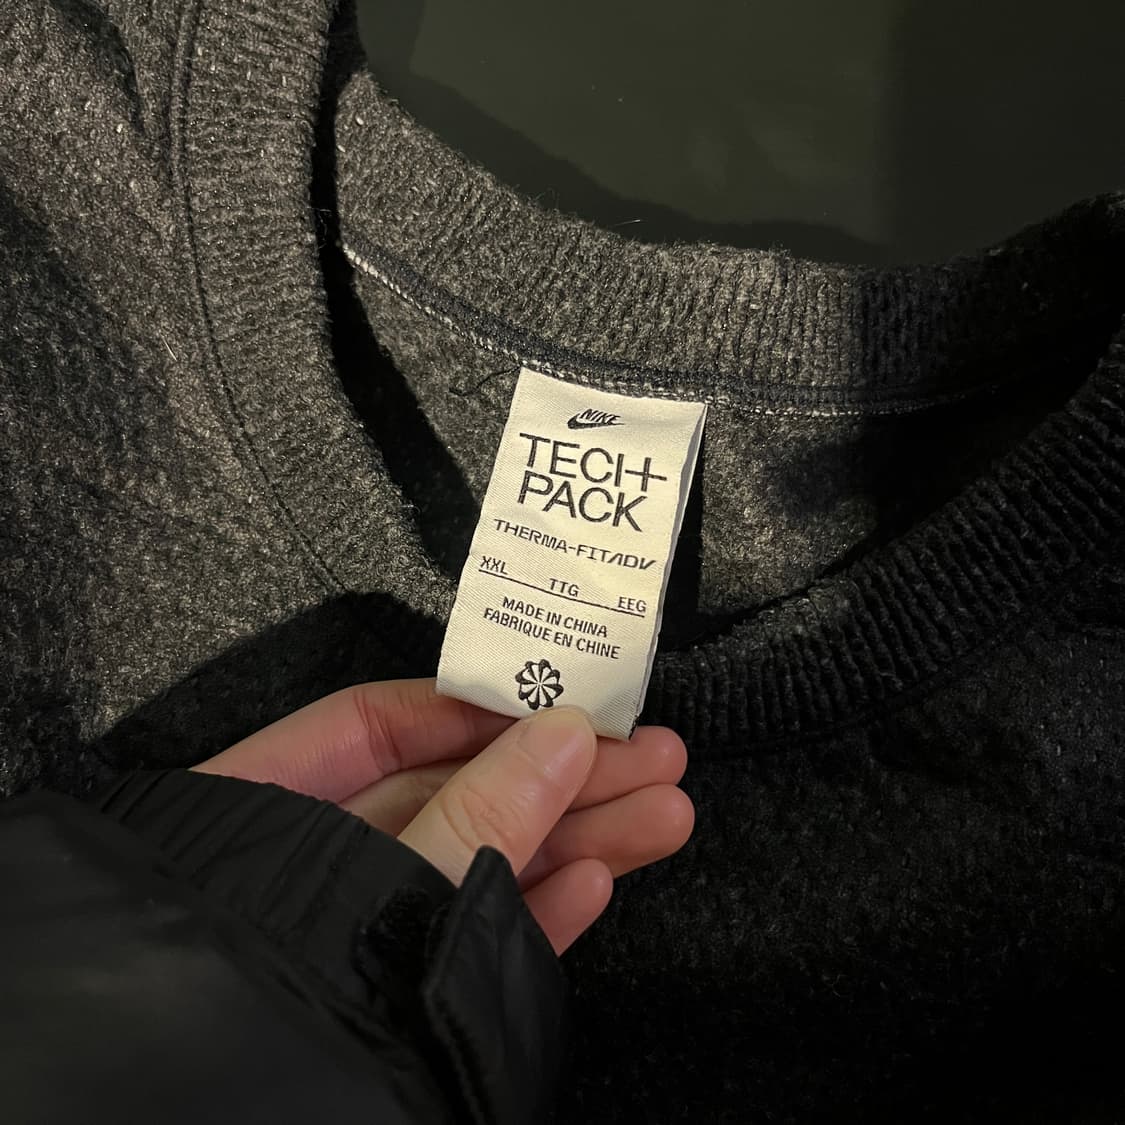 NIKE
TECH
PACK
THERMA-FIT ADV
XXL TTG EEG
MADE IN CHINA
FABRIQUE EN CHINE